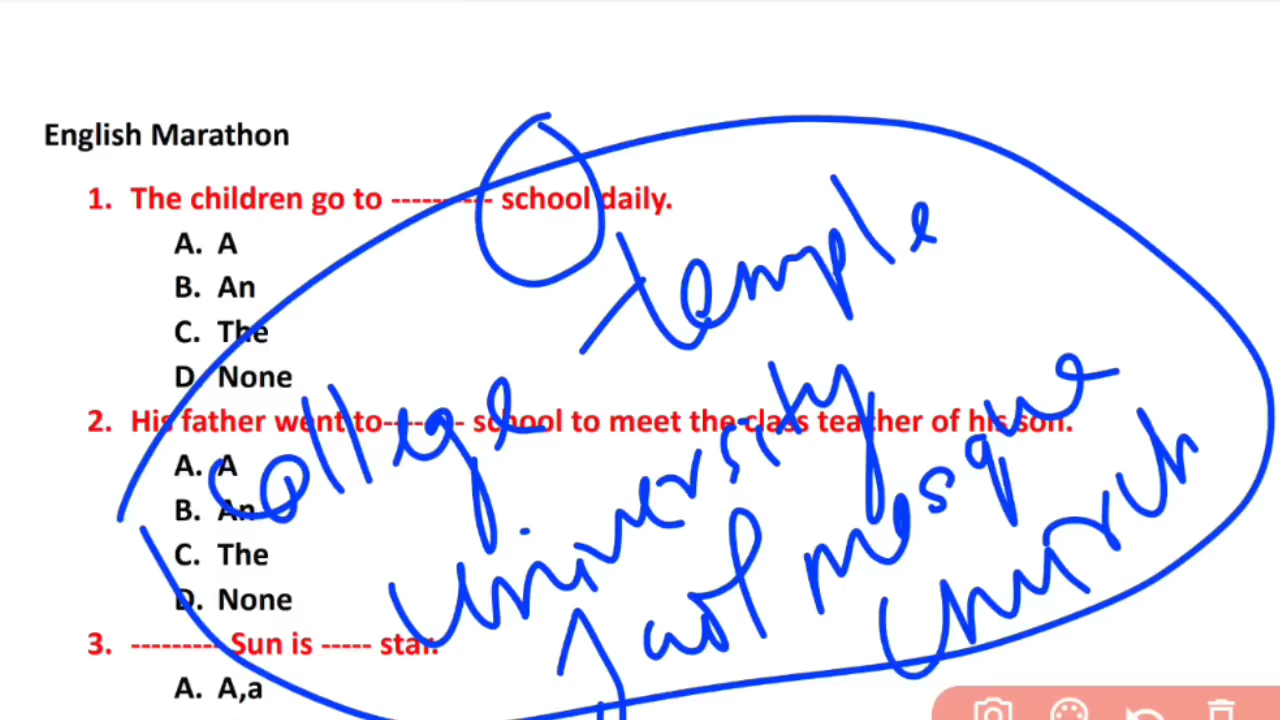 English Marathon
1. The children go to ---------- school daily.
A. A
B. An
C. The
D. None
2. His father went to-------- school to meet the class teacher of his son.
A. A
B. An
C. The
D. None
3. --------- Sun is ----- star.
A. A,a
temple
college
university
mosque
Jail
church